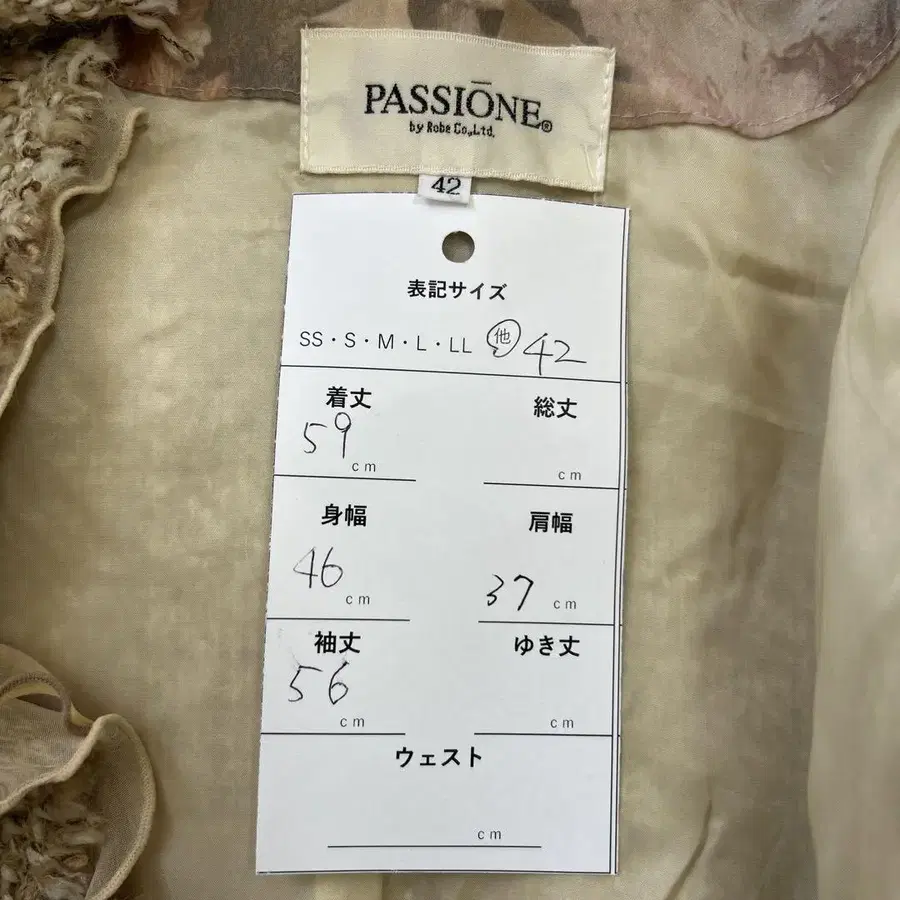 PASSIŌNE®
by Robe Co.,Ltd.
42
表記サイズ
SS・S・M・L・LL 他 42
着丈 総丈
59 cm cm
身幅 肩幅
46 cm 37 cm
袖丈 ゆき丈
56 cm cm
ウェスト
cm